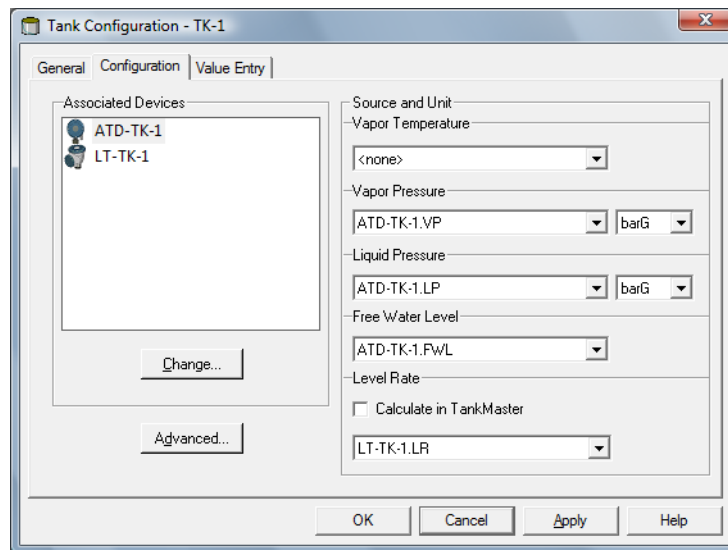 Tank Configuration - TK-1
General Configuration Value Entry
Associated Devices
ATD-TK-1
LT-TK-1
Change...
Advanced...
Source and Unit
Vapor Temperature
<none>
Vapor Pressure
ATD-TK-1.VP barG
Liquid Pressure
ATD-TK-1.LP barG
Free Water Level
ATD-TK-1.FWL
Level Rate
Calculate in TankMaster
LT-TK-1.LR
OK Cancel Apply Help